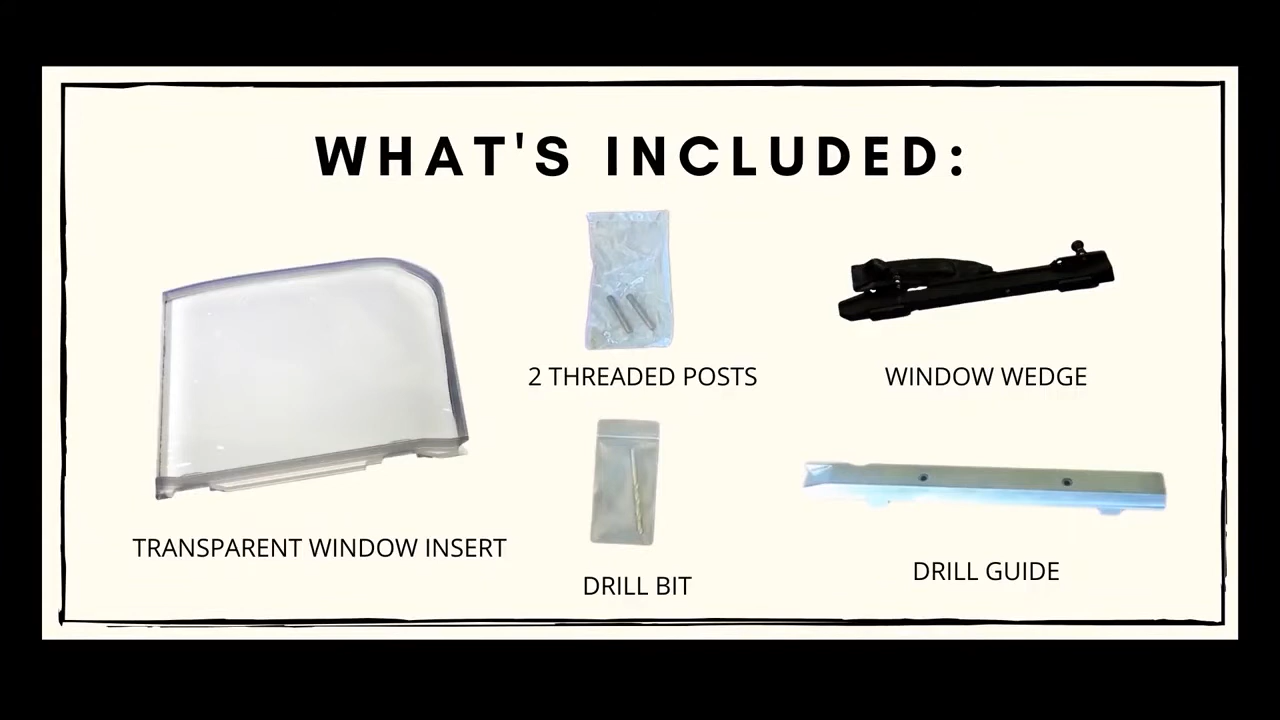 WHAT'S INCLUDED:
2 THREADED POSTS
WINDOW WEDGE
TRANSPARENT WINDOW INSERT
DRILL BIT
DRILL GUIDE